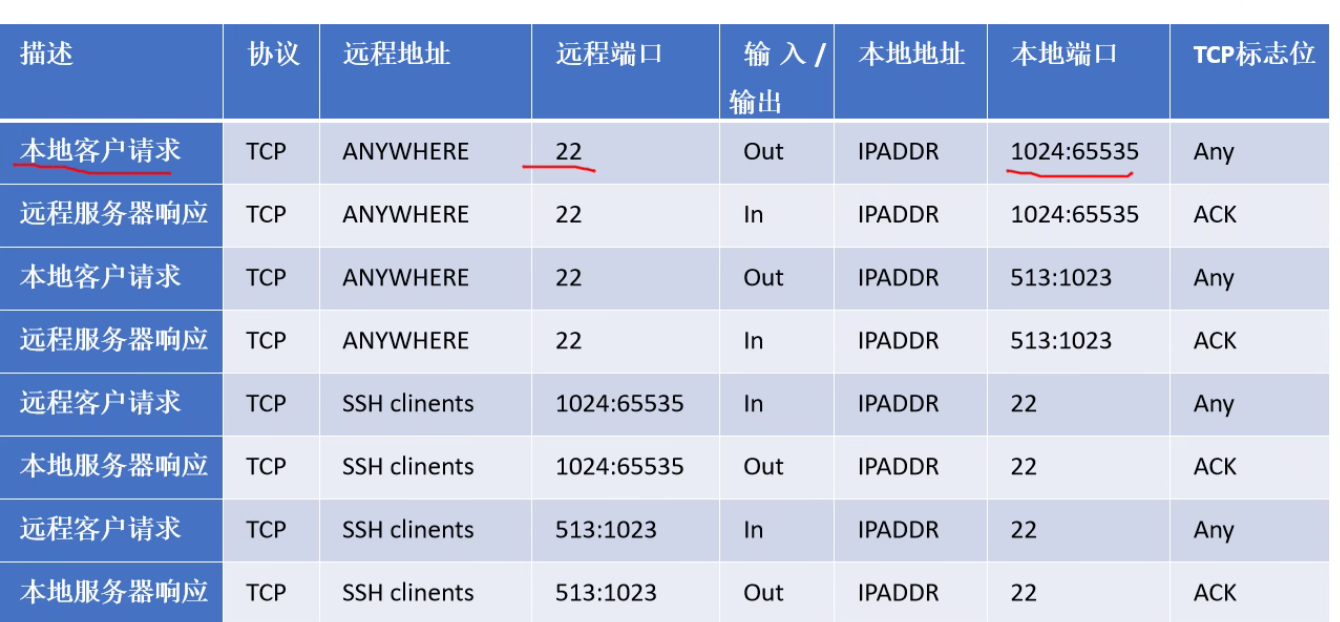 描述 协议 远程地址 远程端口 输入/输出 本地地址 本地端口 TCP标志位
本地客户请求 TCP ANYWHERE 22 Out IPADDR 1024:65535 Any
远程服务器响应 TCP ANYWHERE 22 In IPADDR 1024:65535 ACK
本地客户请求 TCP ANYWHERE 22 Out IPADDR 513:1023 Any
远程服务器响应 TCP ANYWHERE 22 In IPADDR 513:1023 ACK
远程客户请求 TCP SSH clinents 1024:65535 In IPADDR 22 Any
本地服务器响应 TCP SSH clinents 1024:65535 Out IPADDR 22 ACK
远程客户请求 TCP SSH clinents 513:1023 In IPADDR 22 Any
本地服务器响应 TCP SSH clinents 513:1023 Out IPADDR 22 ACK